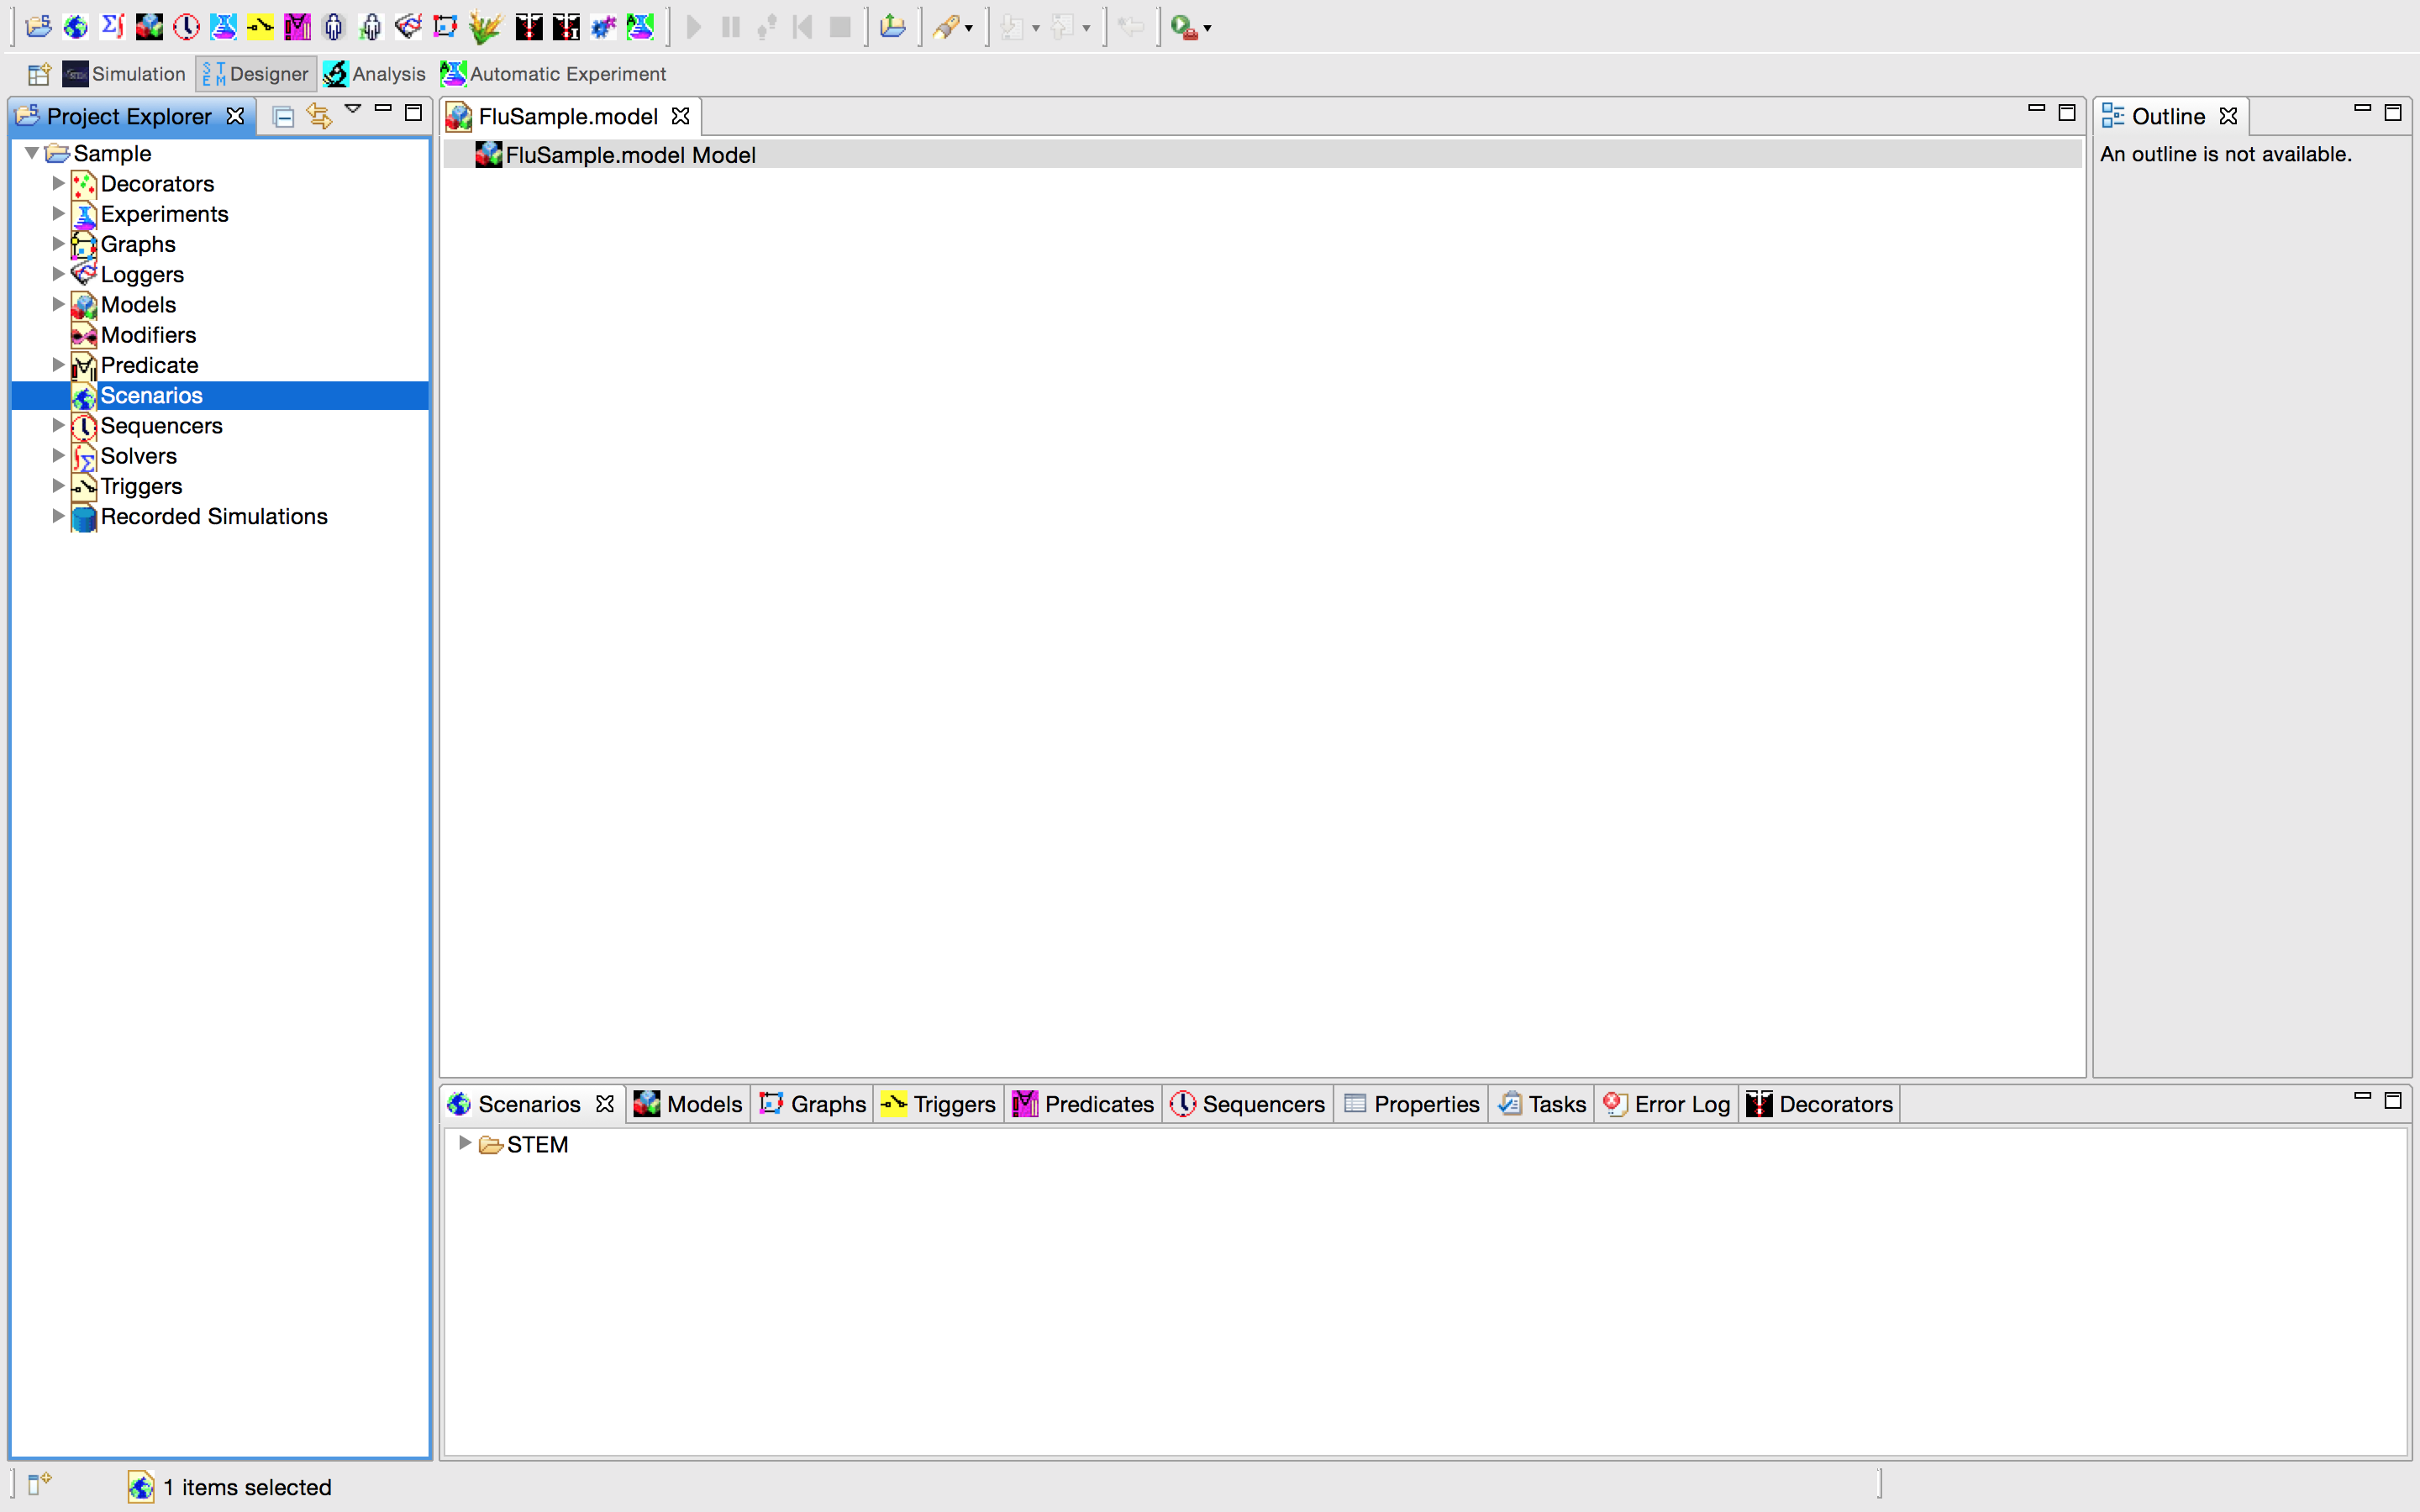 Simulation Designer Analysis Automatic Experiment
Project Explorer
Sample
Decorators
Experiments
Graphs
Loggers
Models
Modifiers
Predicate
Scenarios
Sequencers
Solvers
Triggers
Recorded Simulations
FluSample.model
FluSample.model Model
Outline
An outline is not available.
Scenarios Models Graphs Triggers Predicates Sequencers Properties Tasks Error Log Decorators
STEM
1 items selected